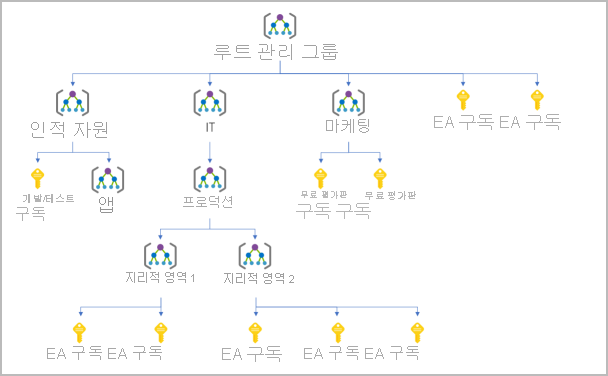 루트 관리 그룹
인적 자원
IT
마케팅
EA 구독 EA 구독
개발/테스트
구독
앱
프로덕션
무료 평가판 무료 평가판
구독 구독
지리적 영역 1
지리적 영역 2
EA 구독 EA 구독
EA 구독
EA 구독 EA 구독